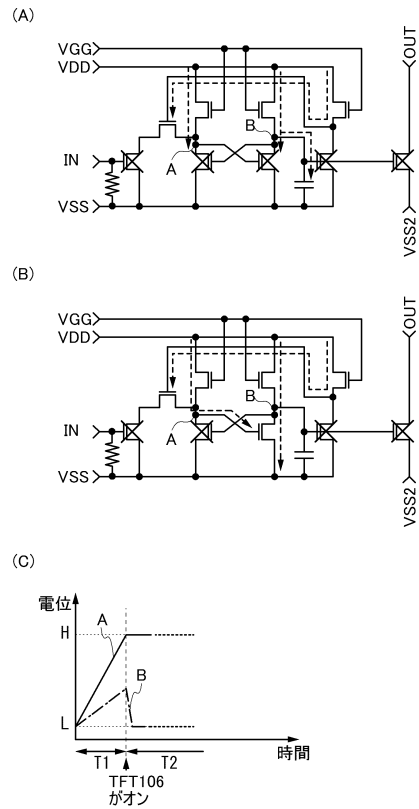 (A)
VGG
VDD
OUT
B
IN
A
VSS
VSS2
(B)
VGG
VDD
OUT
B
IN
A
VSS
VSS2
(C)
電位
A
H
B
L
時間
T1 T2
TFT106
がオン